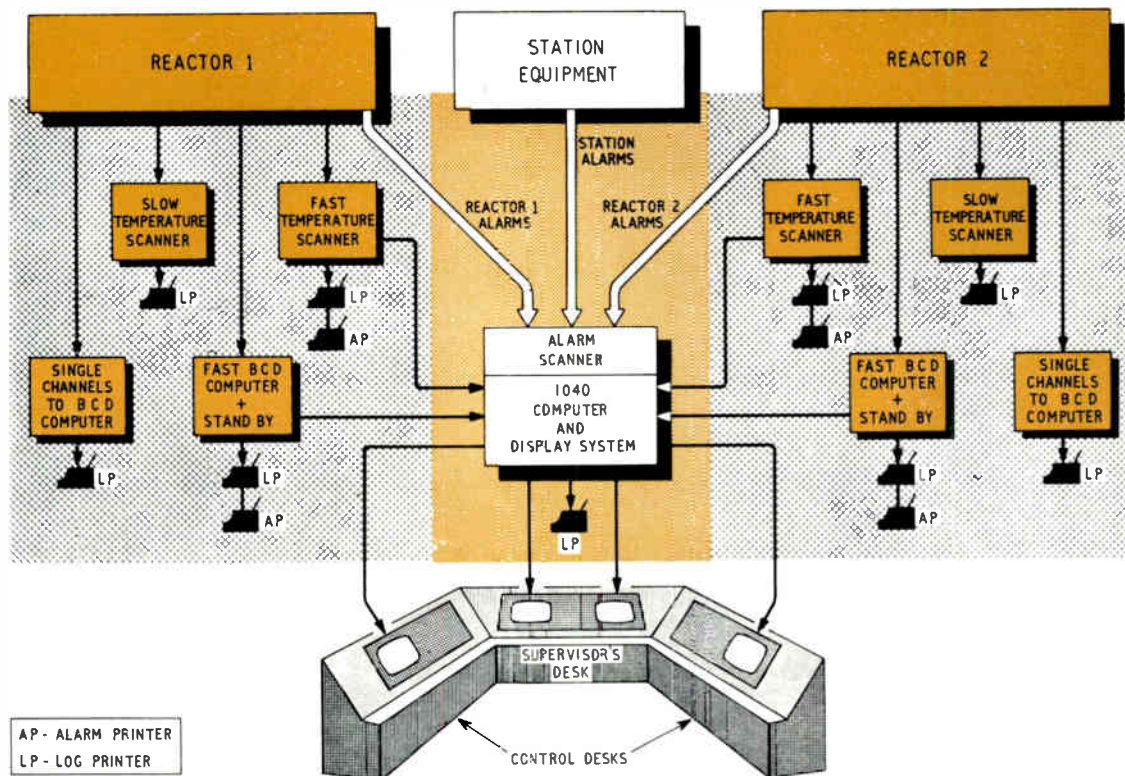 REACTOR 1
STATION
EQUIPMENT
REACTOR 2
STATION
ALARMS
REACTOR 1
ALARMS
REACTOR 2
ALARMS
SLOW
TEMPERATURE
SCANNER
FAST
TEMPERATURE
SCANNER
FAST
TEMPERATURE
SCANNER
SLOW
TEMPERATURE
SCANNER
LP
LP
AP
LP
AP
LP
ALARM
SCANNER
1040
COMPUTER
AND
DISPLAY SYSTEM
SINGLE
CHANNELS
TO BCD
COMPUTER
FAST BCD
COMPUTER
+
STAND BY
FAST BCD
COMPUTER
+
STAND BY
SINGLE
CHANNELS
TO BCD
COMPUTER
LP
LP
AP
LP
LP
AP
LP
SUPERVISOR'S
DESK
CONTROL DESKS
AP - ALARM PRINTER
LP - LOG PRINTER